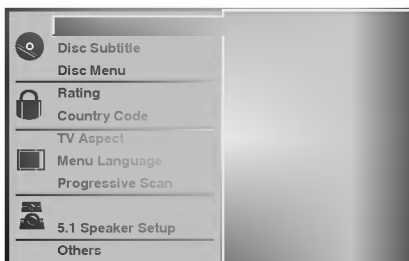 Disc Subtitle
Disc Menu
Rating
Country Code
TV Aspect
Menu Language
Progressive Scan
5.1 Speaker Setup
Others